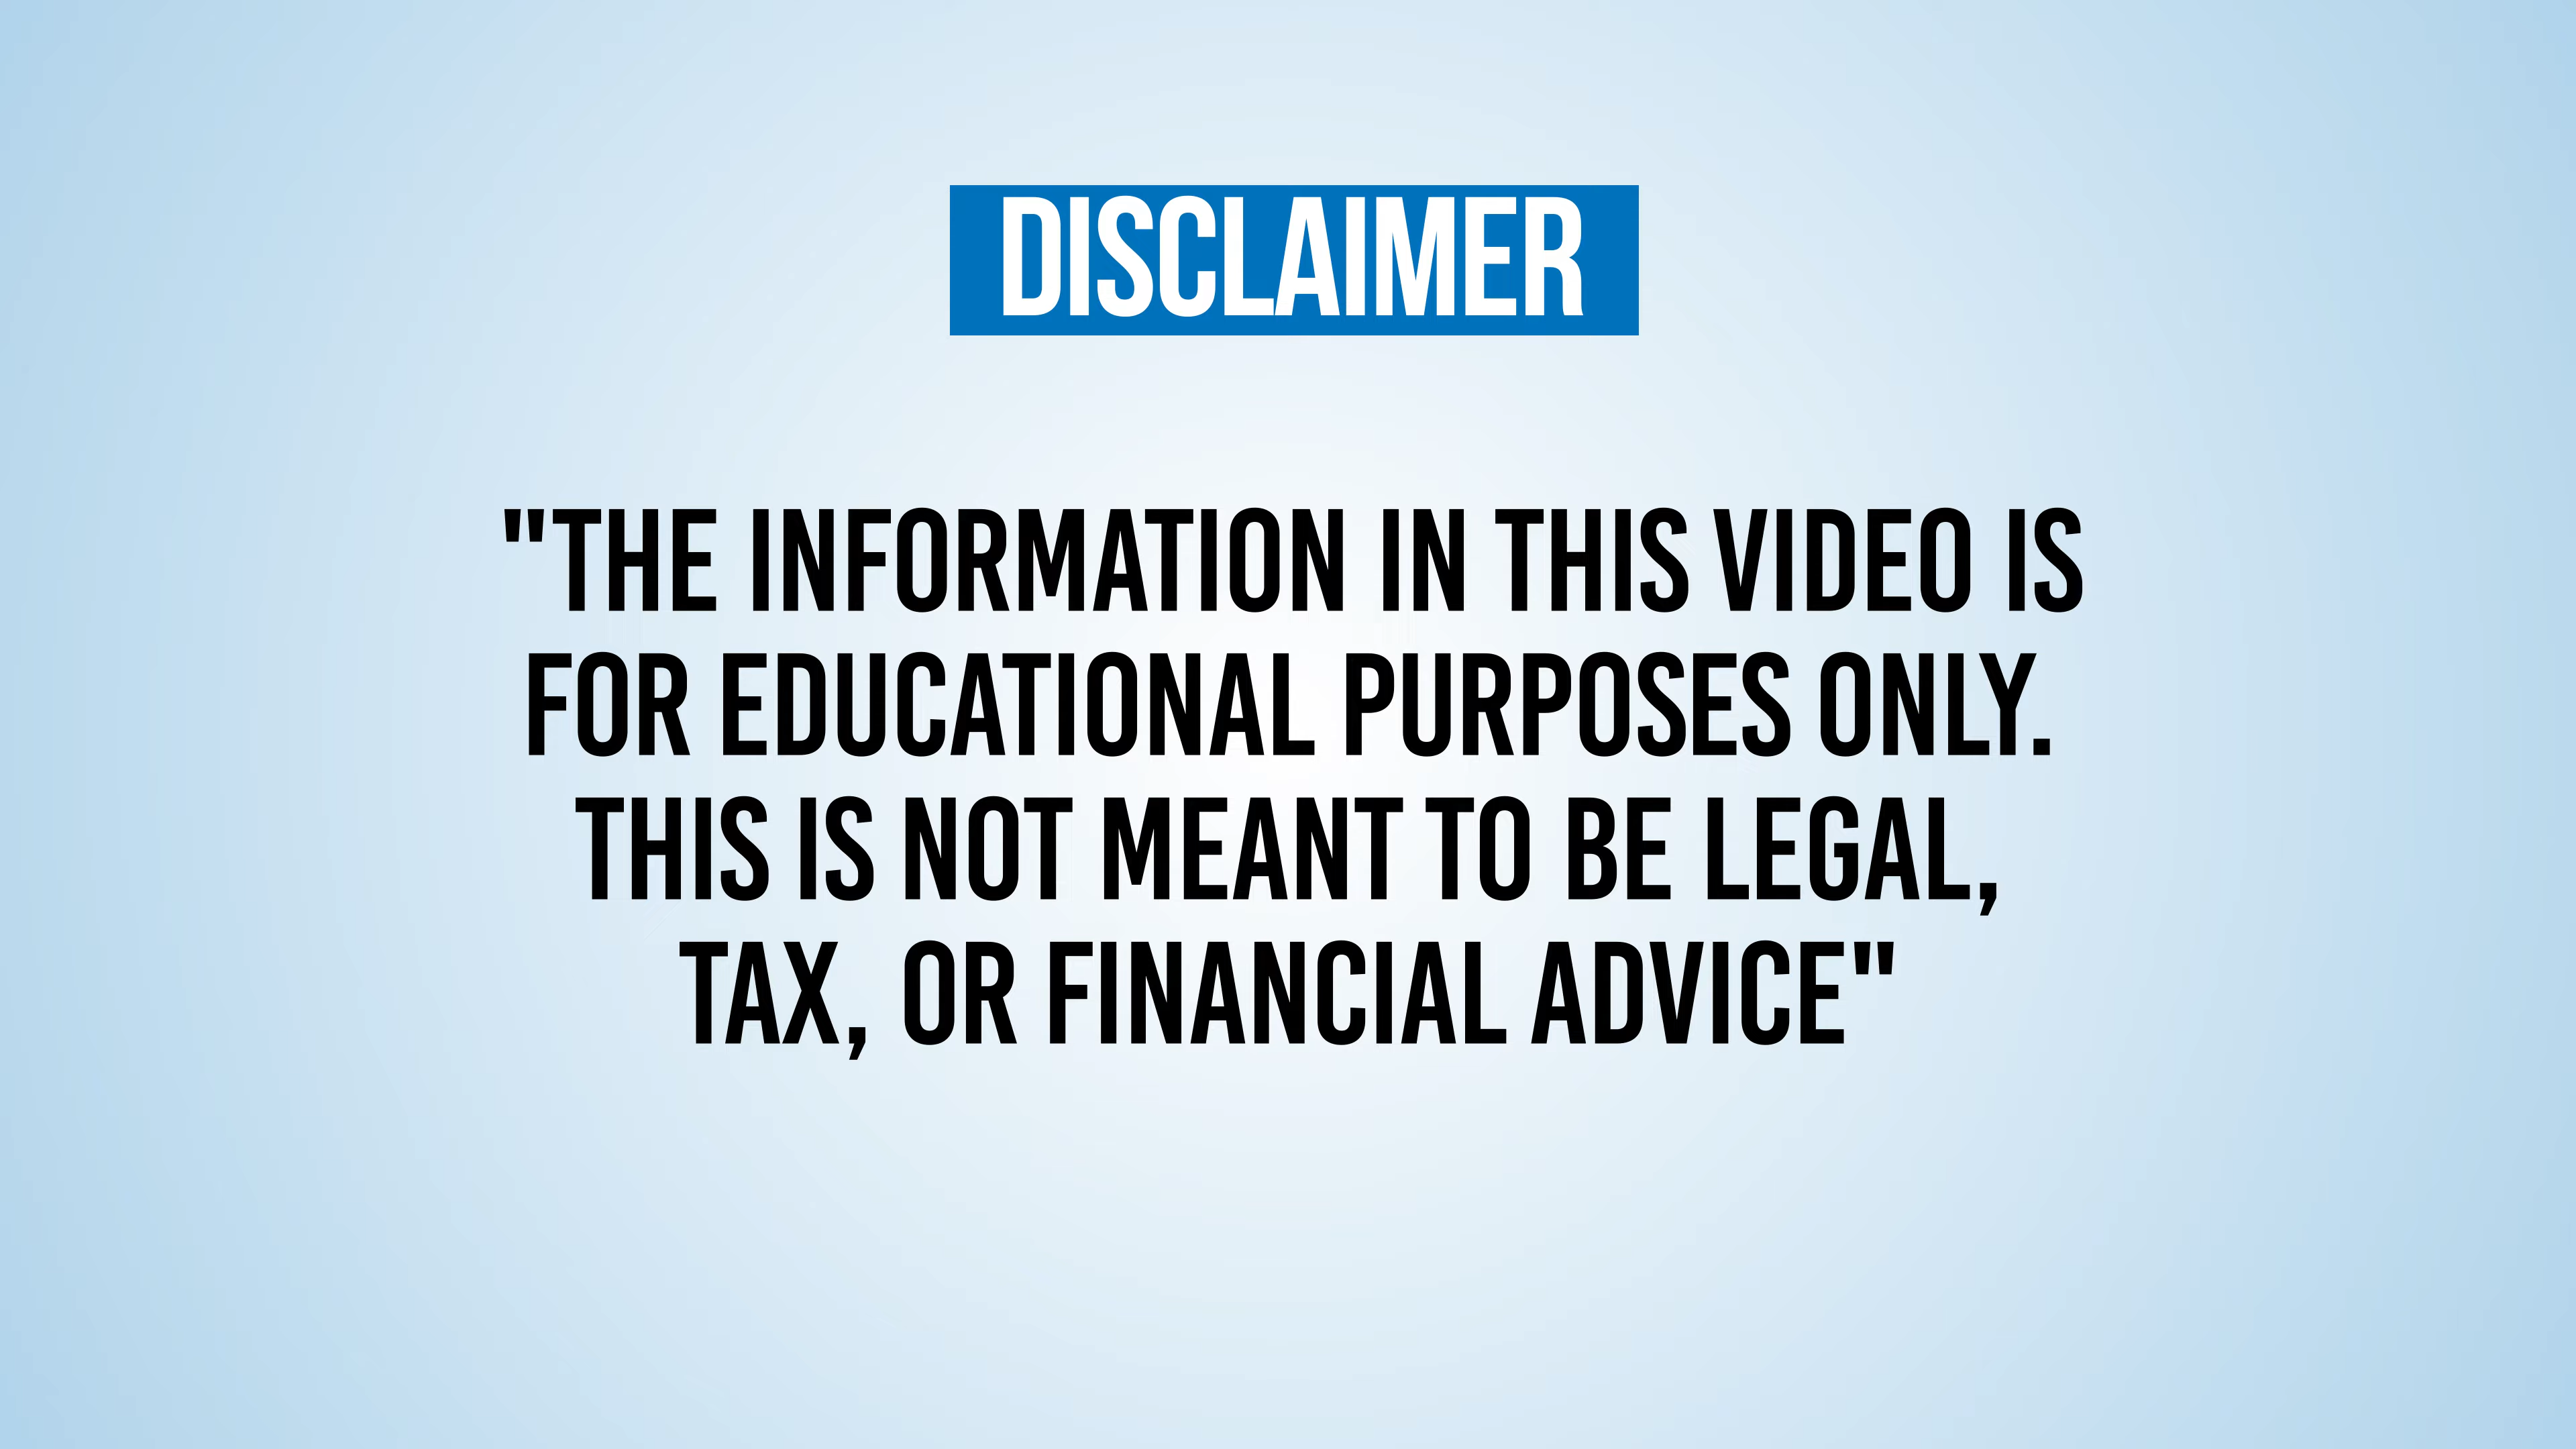 DISCLAIMER
"THE INFORMATION IN THIS VIDEO IS
FOR EDUCATIONAL PURPOSES ONLY.
THIS IS NOT MEANT TO BE LEGAL,
TAX, OR FINANCIAL ADVICE"